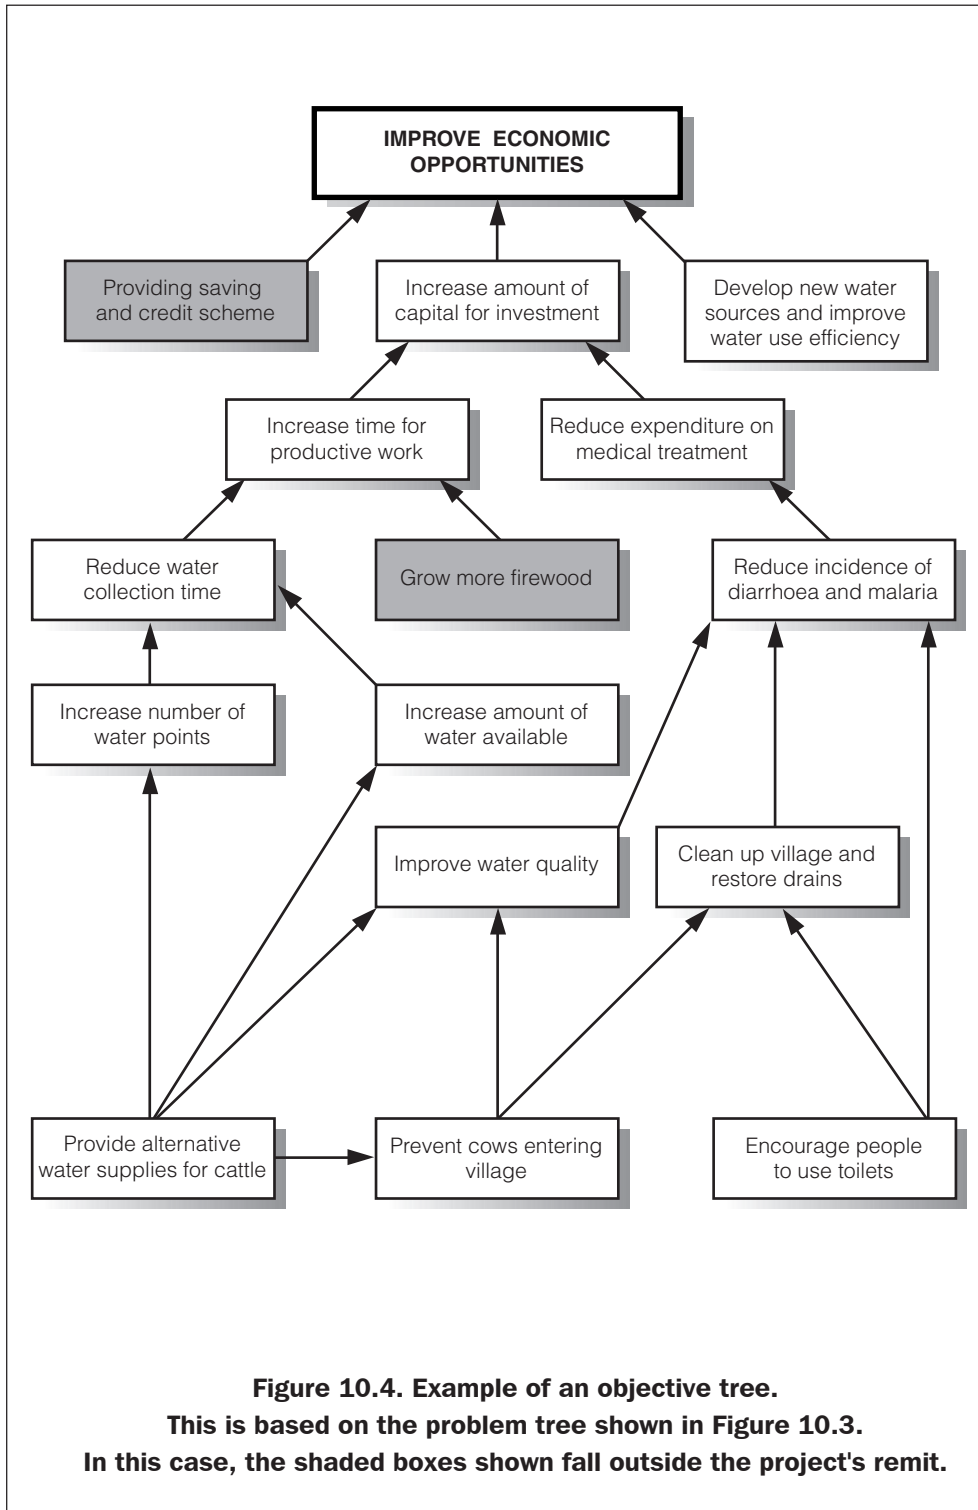 IMPROVE ECONOMIC
OPPORTUNITIES
Providing saving
and credit scheme
Increase amount of
capital for investment
Develop new water
sources and improve
water use efficiency
Increase time for
productive work
Reduce expenditure on
medical treatment
Reduce water
collection time
Grow more firewood
Reduce incidence of
diarrhoea and malaria
Increase number of
water points
Increase amount of
water available
Improve water quality
Clean up village and
restore drains
Provide alternative
water supplies for cattle
Prevent cows entering
village
Encourage people
to use toilets
Figure 10.4. Example of an objective tree.
This is based on the problem tree shown in Figure 10.3.
In this case, the shaded boxes shown fall outside the project's remit.